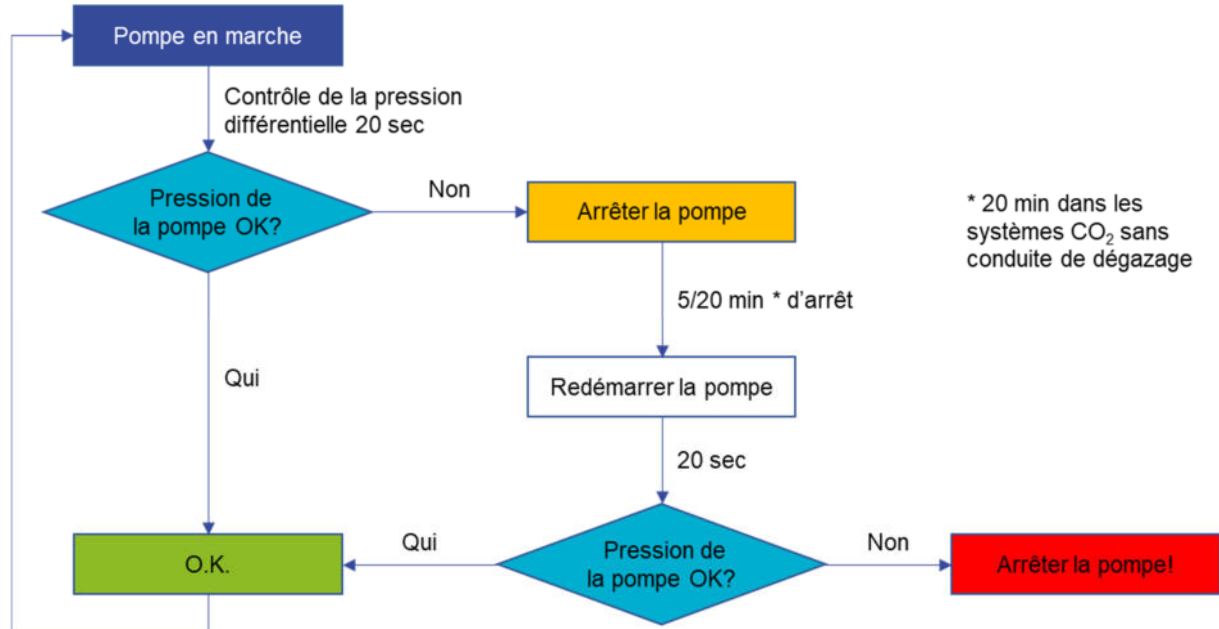 Pompe en marche
Contrôle de la pression
différentielle 20 sec
Pression de
la pompe OK?
Non
Arrêter la pompe
* 20 min dans les
systèmes CO₂ sans
conduite de dégazage
5/20 min * d'arrêt
Qui
Redémarrer la pompe
20 sec
O.K.
Qui
Pression de
la pompe OK?
Non
Arrêter la pompe!